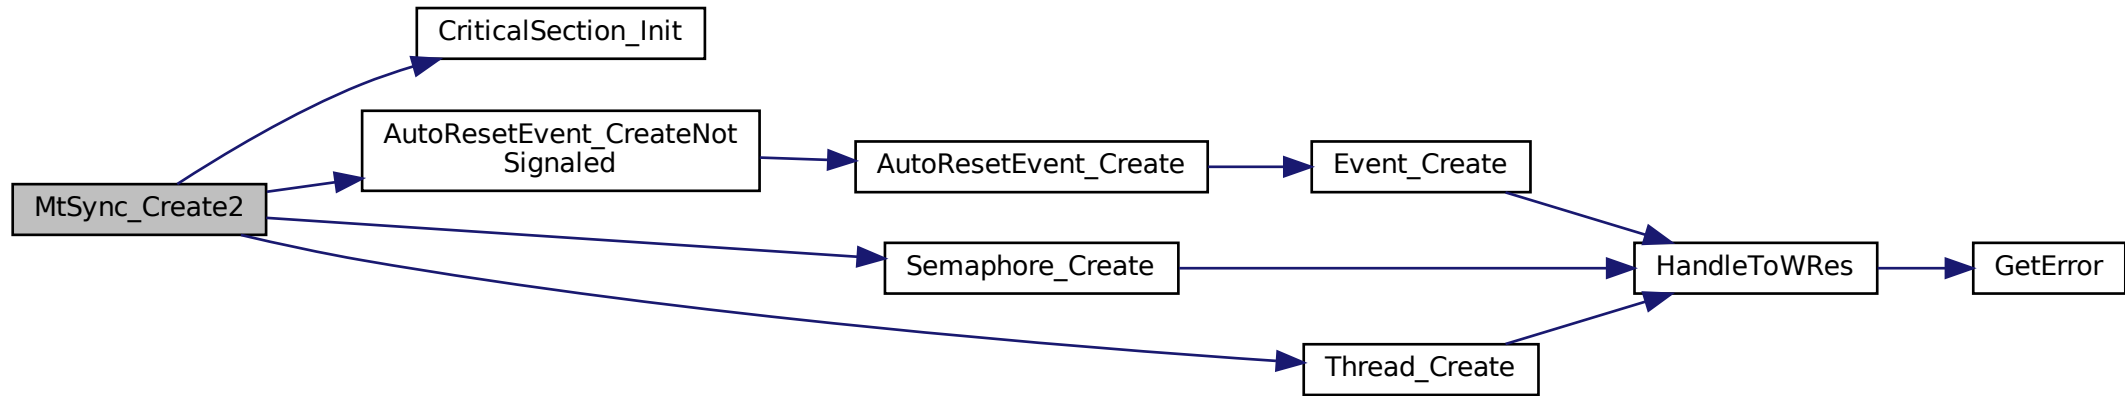 CriticalSection_Init
AutoResetEvent_CreateNot
Signaled
AutoResetEvent_Create
Event_Create
MtSync_Create2
Semaphore_Create
HandleToWRes
GetError
Thread_Create